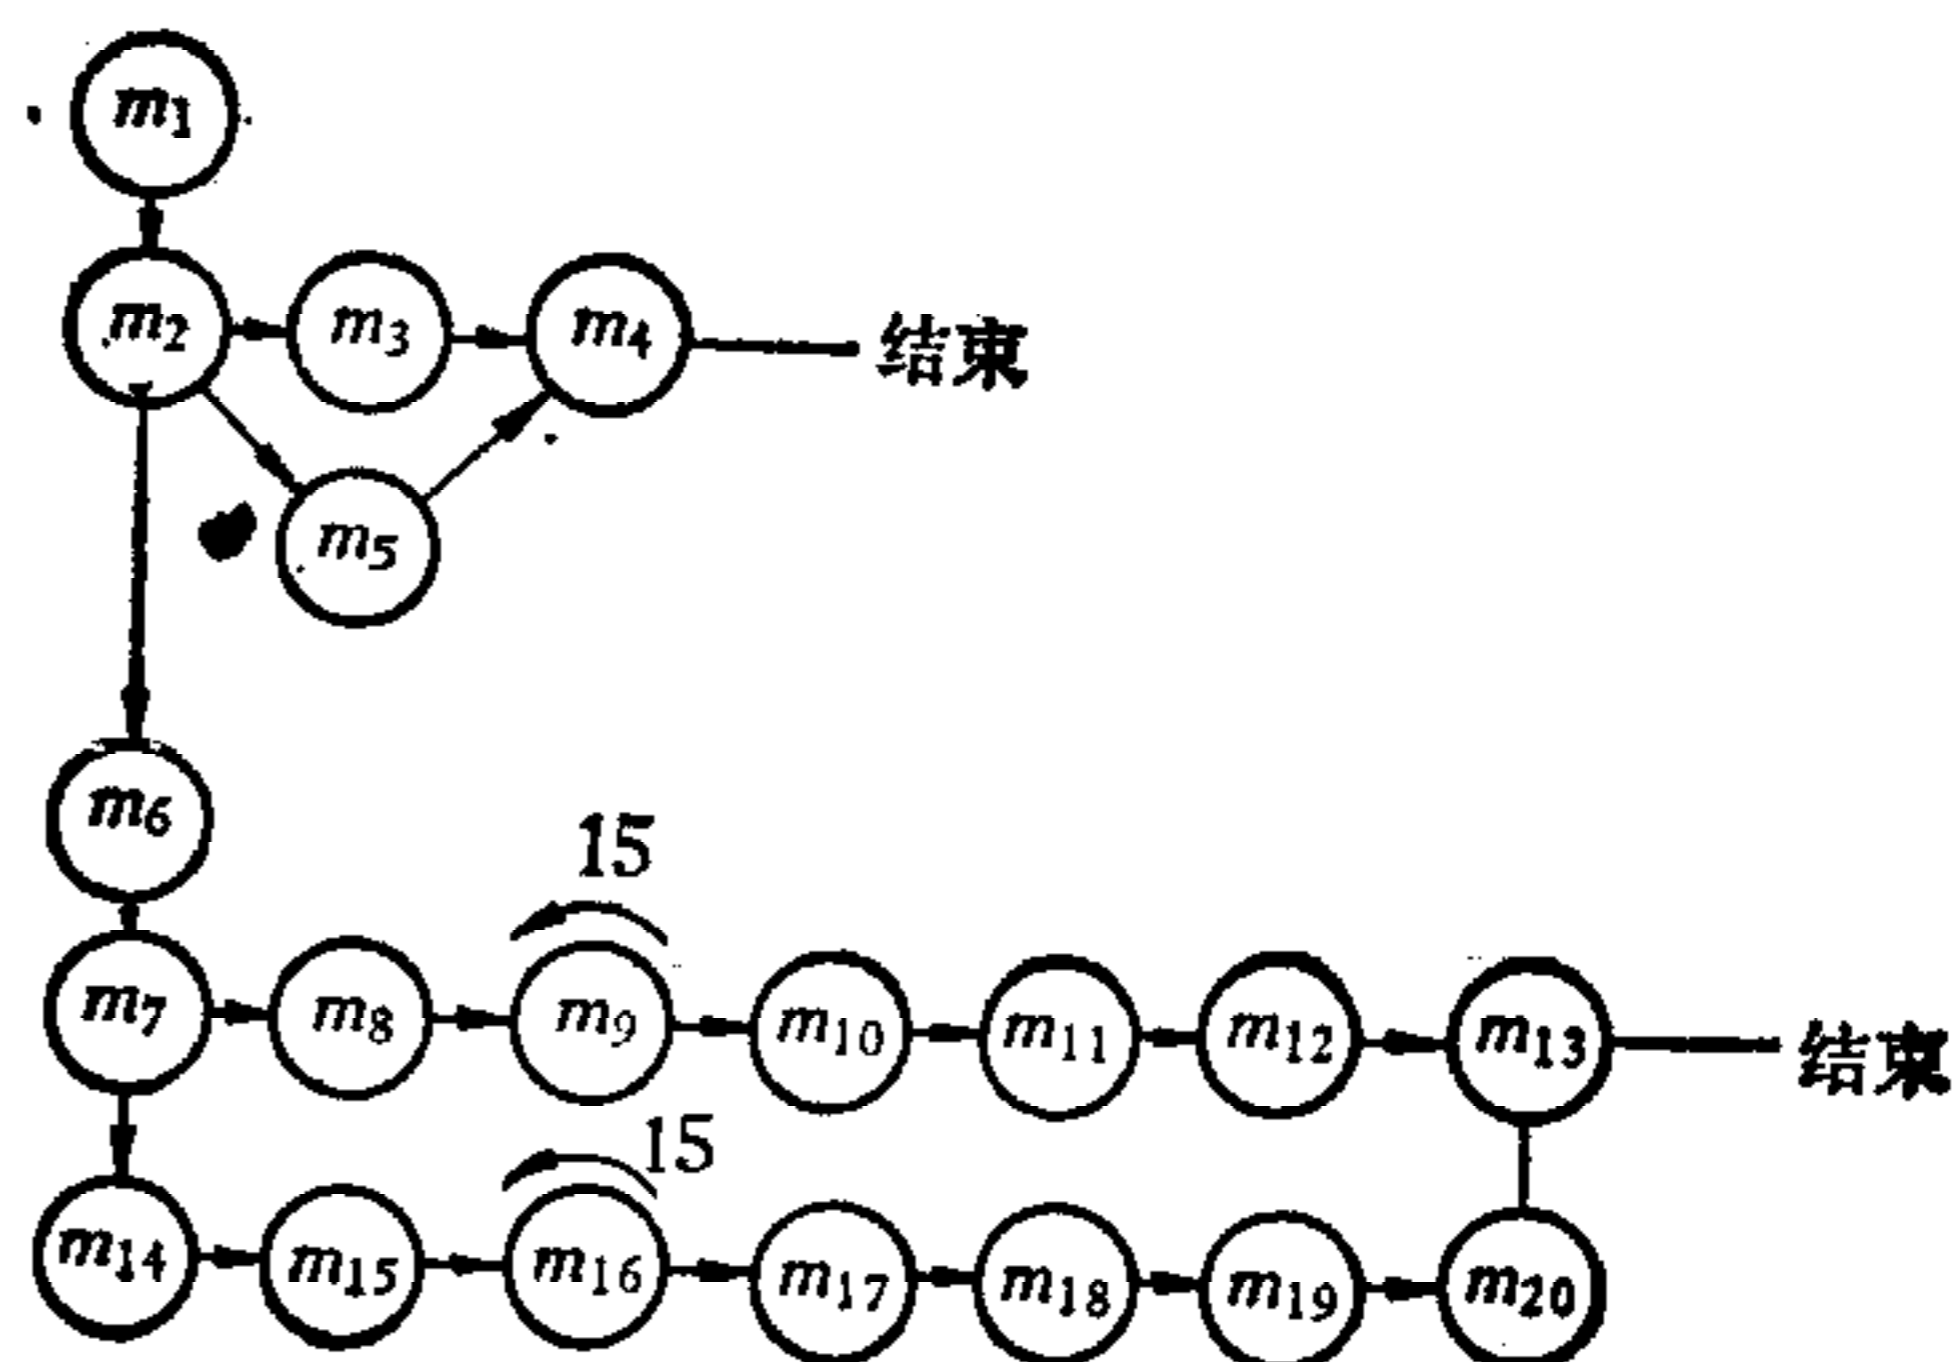 m₁
m₂ m₃ m₄ 结束
m₅
m₆
15
m₇ m₈ m₉ m₁₀ m₁₁ m₁₂ m₁₃ 结束
15
m₁₄ m₁₅ m₁₆ m₁₇ m₁₈ m₁₉ m₂₀